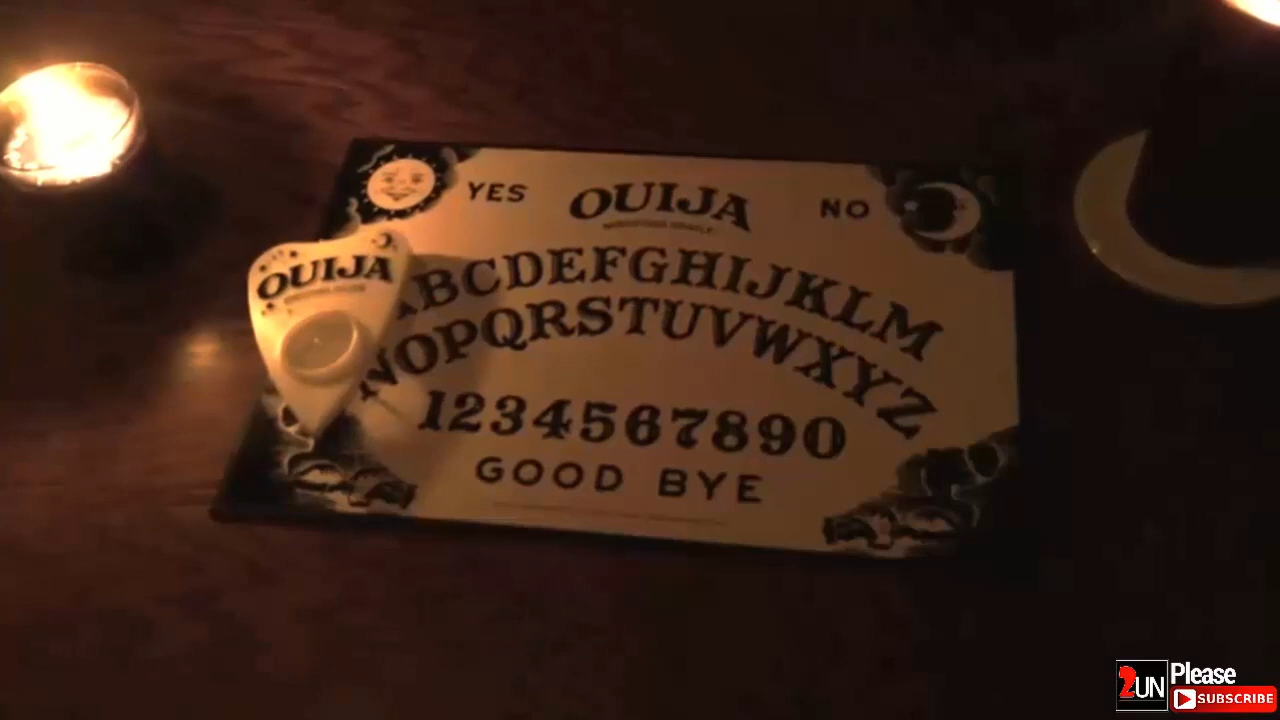 YES OUIJA NO
OUIJA
ABCDEFGHIJKLM
NOPQRSTUVWXYZ
1234567890
GOOD BYE
2UN Please
SUBSCRIBE